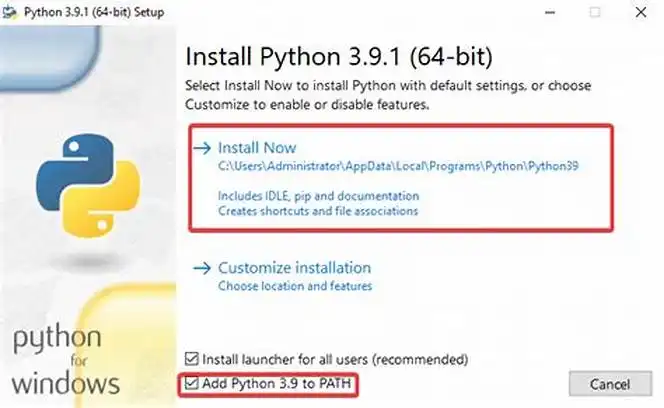 Python 3.9.1 (64-bit) Setup
Install Python 3.9.1 (64-bit)
Select Install Now to install Python with default settings, or choose
Customize to enable or disable features.
Install Now
C:\Users\Administrator\AppData\Local\Programs\Python\Python39
Includes IDLE, pip and documentation
Creates shortcuts and file associations
Customize installation
Choose location and features
python
for
windows
Install launcher for all users (recommended)
Add Python 3.9 to PATH
Cancel